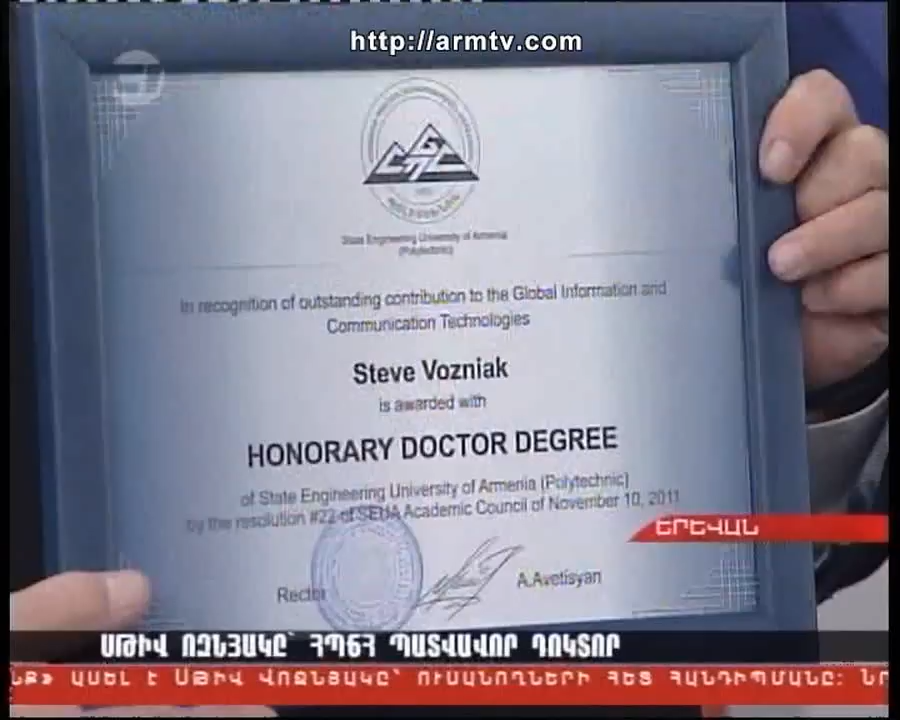 http://armtv.com
State Engineering University of Armenia
(Polytechnic)
In recognition of outstanding contribution to the Global Information and
Communication Technologies
Steve Vozniak
is awarded with
HONORARY DOCTOR DEGREE
of State Engineering University of Armenia (Polytechnic)
by the resolution #22 of SEUA Academic Council of November 10, 2011
ԵՐԵՎԱՆ
Rector
A.Avetisyan
ՍԹԻՎ ՈԶՆՅԱԿԸ՝ ՀՊՃՀ ՊԱՏՎԱՎՈՐ ԴՈԿՏՈՐ
ՆՔ» ԱՍԵԼ Է ՍԹԻՎ ՎՈԶՆՅԱԿԸ՝ ՈՒՍԱՆՈՂՆԵՐԻ ՀԵՏ ՀԱՆԴԻՊՄԱՆԸ: ՆՐ